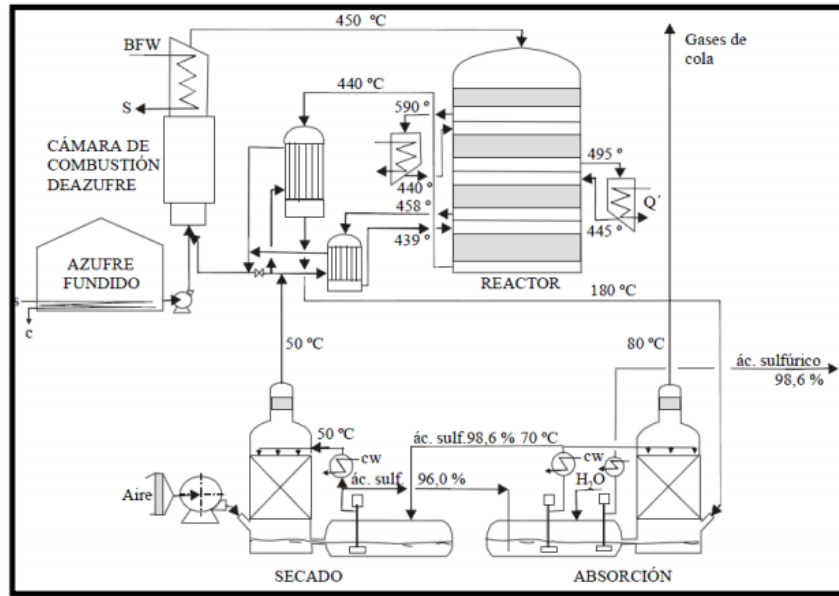 450 ºC
BFW
Gases de
cola
440 ºC
590 º
S
CÁMARA DE
COMBUSTIÓN
DEAZUFRE
495 º
440 º
Q´
458 º
445 º
439 º
AZUFRE
FUNDIDO
REACTOR
s
180 ºC
c
50 ºC
80 ºC
ác. sulfúrico
98,6 %
50 ºC
ác. sulf.98,6 % 70 ºC
cw
cw
ác. sulf.
96,0 %
H2O
Aire
SECADO
ABSORCIÓN